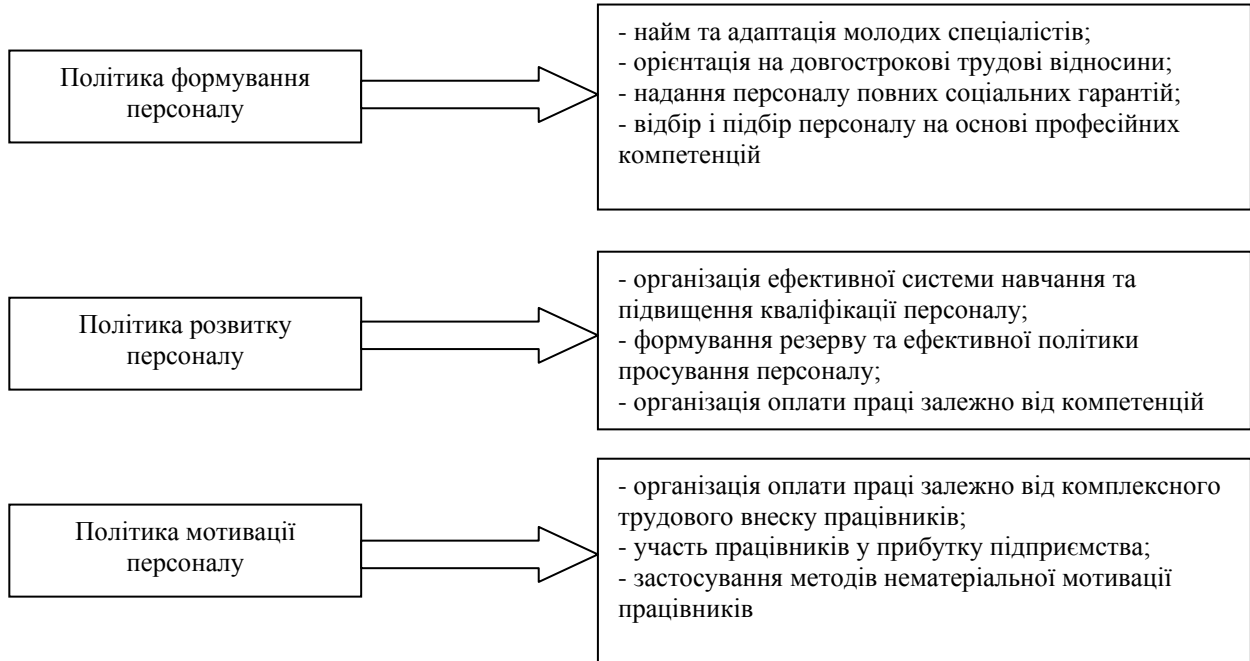 Політика формування
персоналу
- найм та адаптація молодих спеціалістів;
- орієнтація на довгострокові трудові відносини;
- надання персоналу повних соціальних гарантій;
- відбір і підбір персоналу на основі професійних
компетенцій
Політика розвитку
персоналу
- організація ефективної системи навчання та
підвищення кваліфікації персоналу;
- формування резерву та ефективної політики
просування персоналу;
- організація оплати праці залежно від компетенцій
Політика мотивації
персоналу
- організація оплати праці залежно від комплексного
трудового внеску працівників;
- участь працівників у прибутку підприємства;
- застосування методів нематеріальної мотивації
працівників